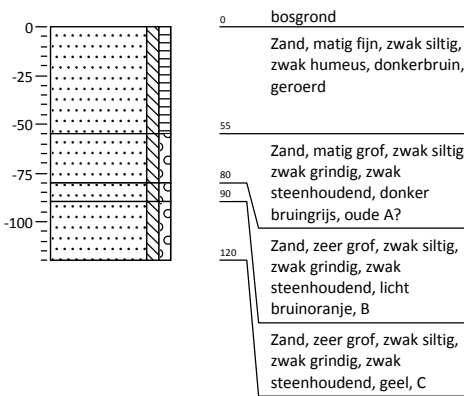 0
-25
-50
-75
-100
0
bosgrond
Zand, matig fijn, zwak siltig,
zwak humeus, donkerbruin,
geroerd
55
Zand, matig grof, zwak siltig
zwak grindig, zwak
steenhoudend, donker
bruingrijs, oude A?
80
90
Zand, zeer grof, zwak siltig,
zwak grindig, zwak
steenhoudend, licht
bruinoranje, B
120
Zand, zeer grof, zwak siltig,
zwak grindig, zwak
steenhoudend, geel, C